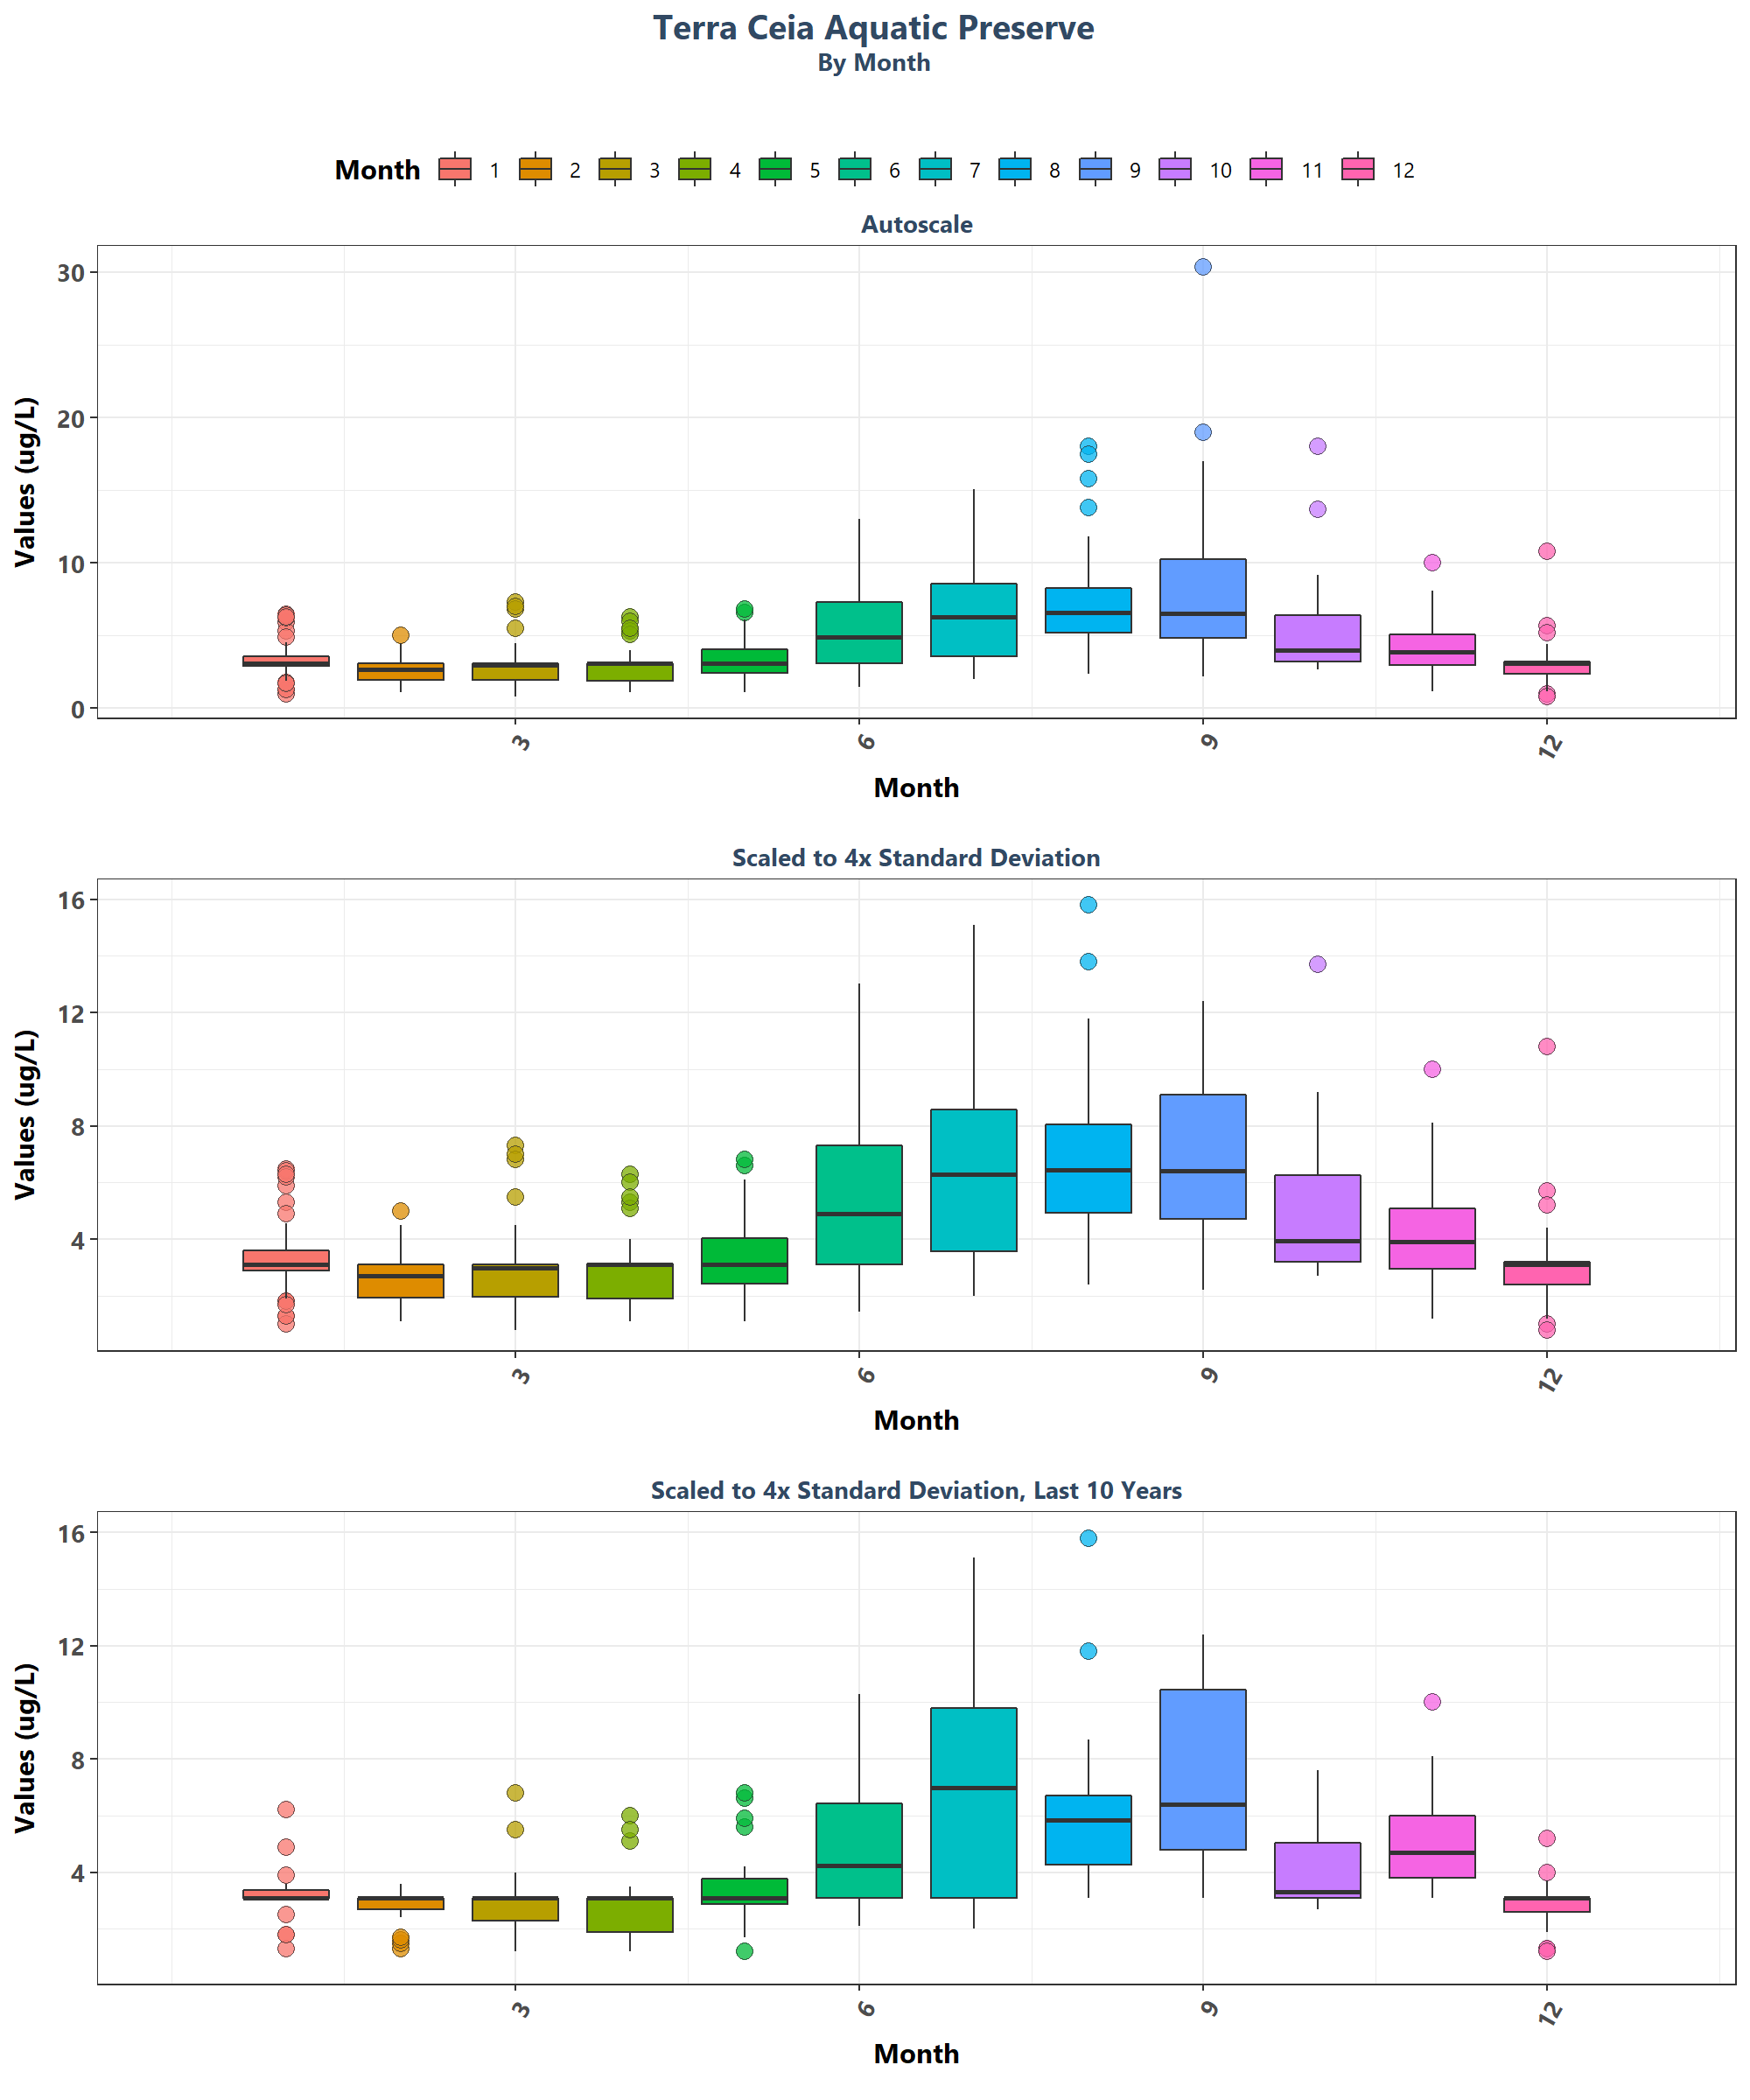 Terra Ceia Aquatic Preserve
By Month
Month 1 2 3 4 5 6 7 8 9 10 11 12
Autoscale
Values (ug/L)
30
20
10
0
3 6 9 12
Month
Scaled to 4x Standard Deviation
Values (ug/L)
16
12
8
4
3 6 9 12
Month
Scaled to 4x Standard Deviation, Last 10 Years
Values (ug/L)
16
12
8
4
3 6 9 12
Month